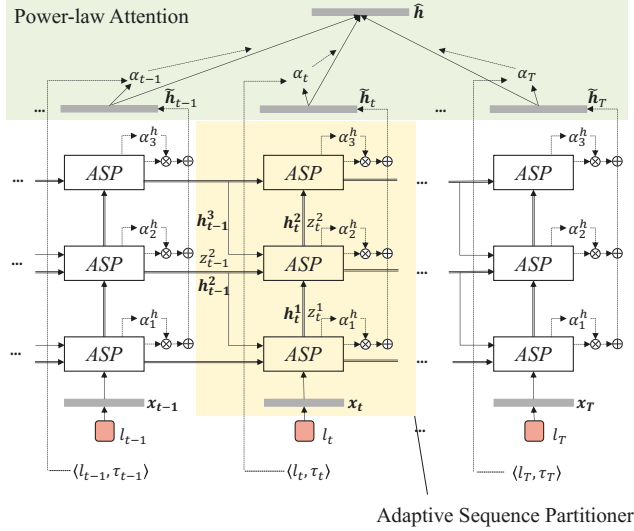 Power-law Attention
ĥ
α_{t−1} α_t α_T
... h̃_{t−1} h̃_t ... h̃_T
α_3^h α_3^h α_3^h
... ASP ASP ... ASP
h_{t−1}^3 h_t^2 z_t^2
α_2^h α_2^h α_2^h
... z_{t−1}^2
ASP ASP ... ASP
h_{t−1}^2 h_t^1 z_t^1
α_1^h α_1^h α_1^h
... ASP ASP ... ASP
x_{t−1} x_t x_T
l_{t−1} l_t ... l_T
⟨l_{t−1}, τ_{t−1}⟩ ⟨l_t, τ_t⟩ ⟨l_T, τ_T⟩
Adaptive Sequence Partitioner